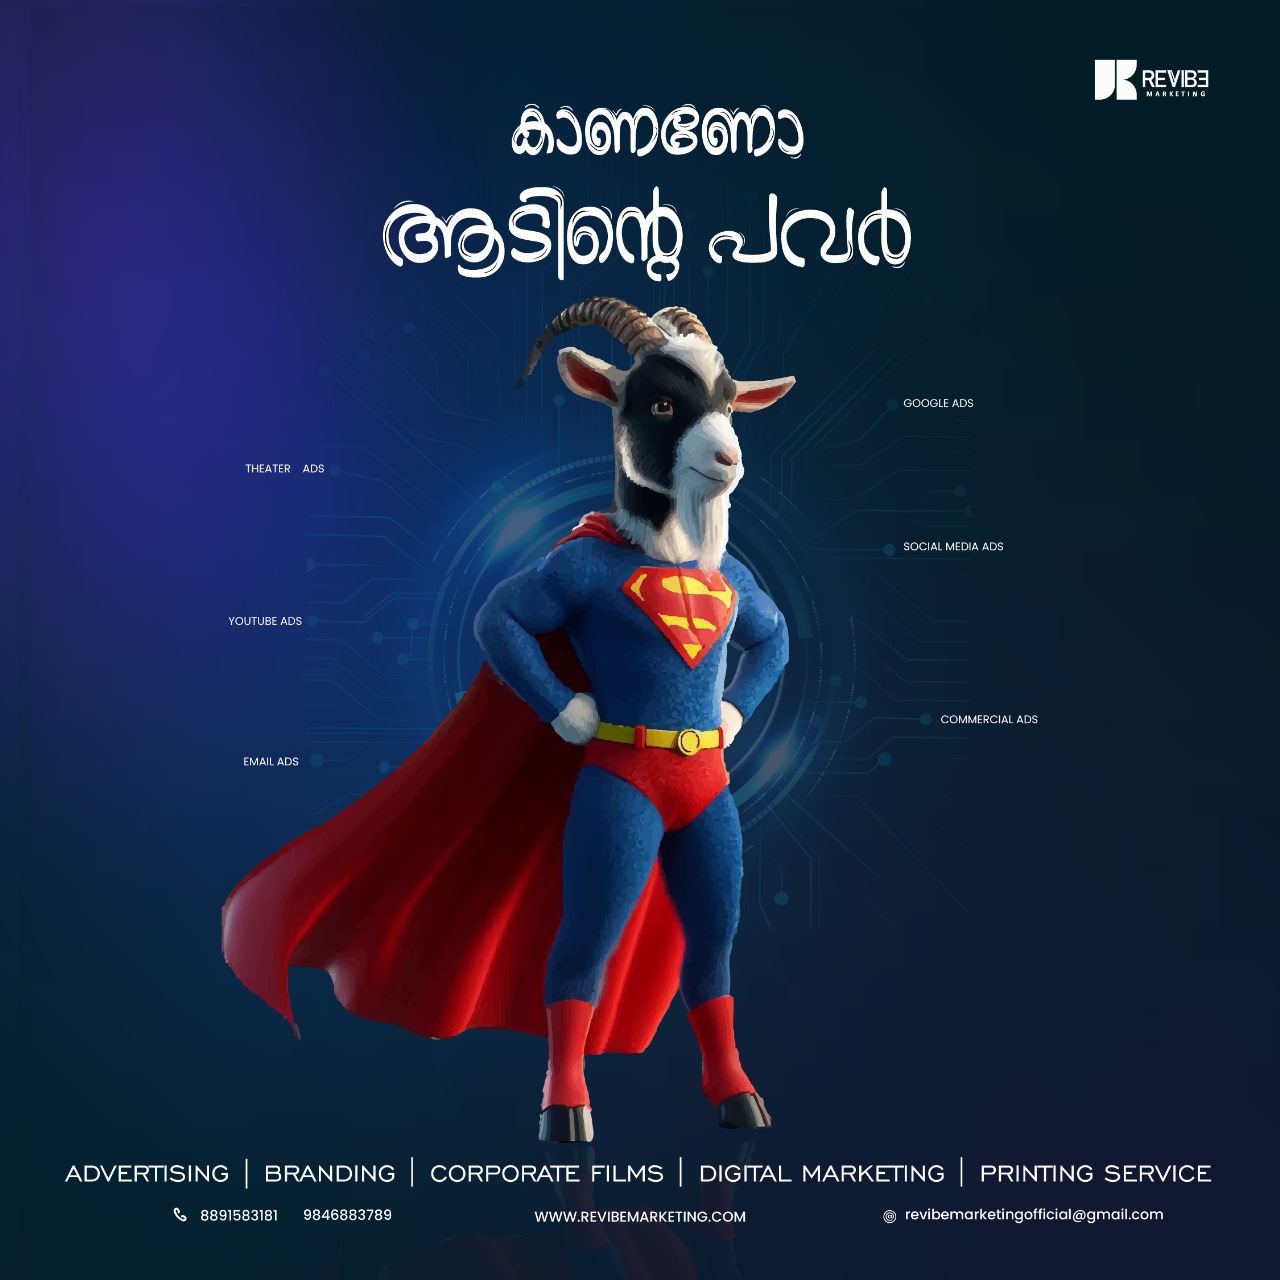 REVIBE
MARKETING
കാണണോ
ആടിന്റെ പവർ
GOOGLE ADS
THEATER ADS
SOCIAL MEDIA ADS
YOUTUBE ADS
COMMERCIAL ADS
EMAIL ADS
ADVERTISING | BRANDING | CORPORATE FILMS | DIGITAL MARKETING | PRINTING SERVICE
8891583181 9846883789 WWW.REVIBEMARKETING.COM revibemarketingofficial@gmail.com